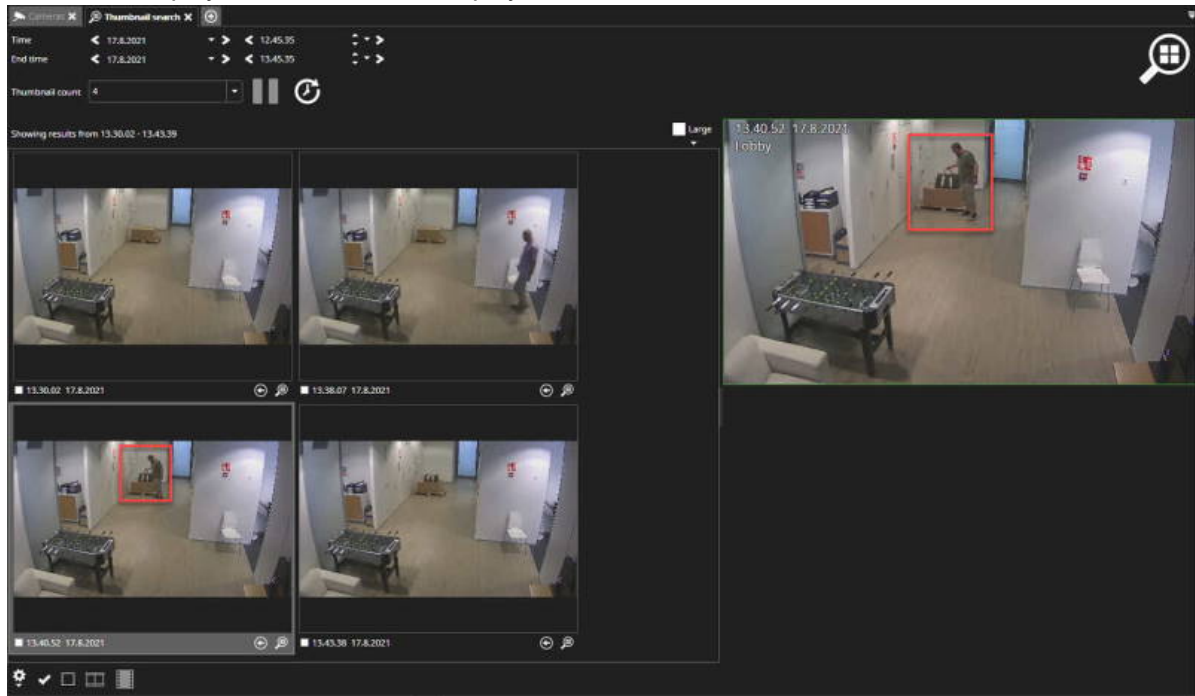 Cameras
Thumbnail search
Time 17.8.2021 12.45.35
End time 17.8.2021 13.45.35
Thumbnail count 4
Showing results from 13.30.02 - 13.43.39
Large
13.40.52 17.8.2021
Lobby
13.30.02 17.8.2021
13.38.07 17.8.2021
13.40.52 17.8.2021
13.43.38 17.8.2021